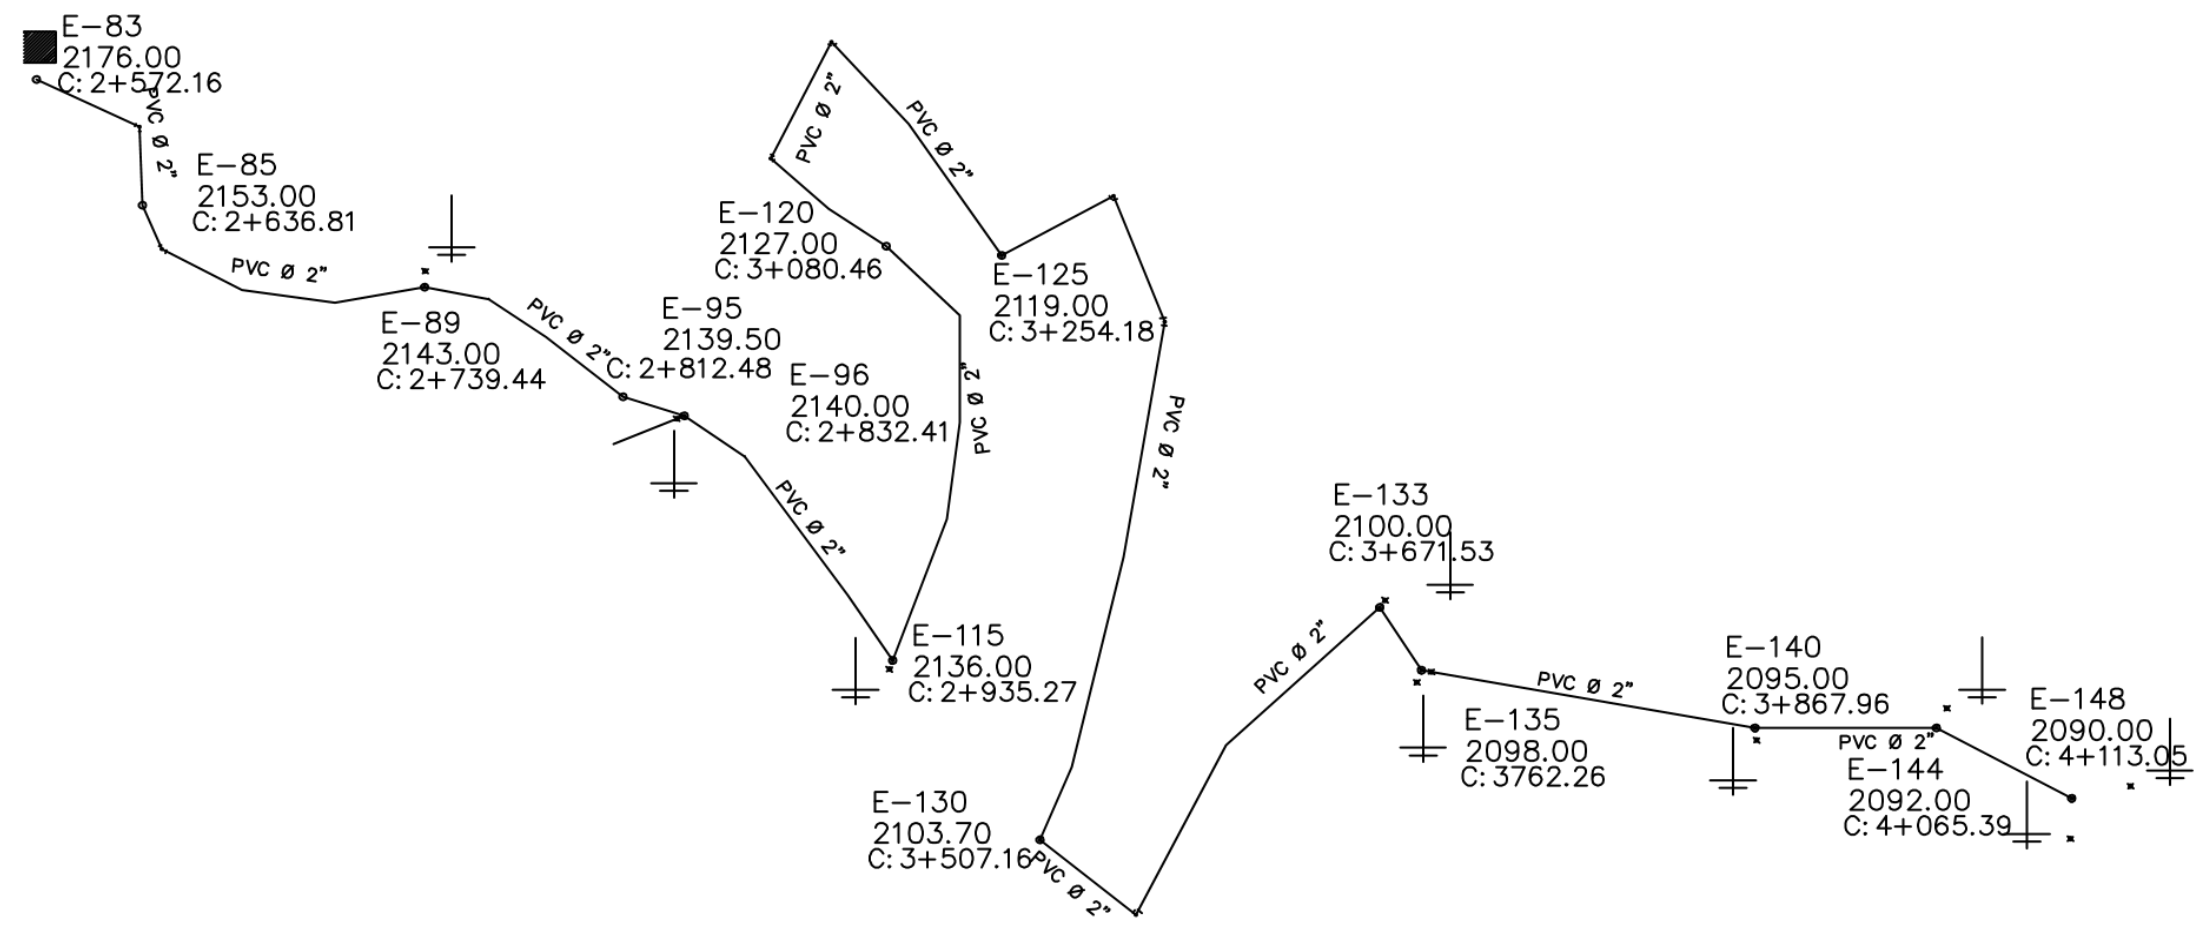 E-83
2176.00
C: 2+572.16
PVC Ø 2"
E-85
2153.00
C: 2+636.81
PVC Ø 2"
E-89
2143.00
C: 2+739.44
PVC Ø 2"
E-95
2139.50
C: 2+812.48
E-96
2140.00
C: 2+832.41
PVC Ø 2"
E-115
2136.00
C: 2+935.27
PVC Ø 2"
E-120
2127.00
C: 3+080.46
PVC Ø 2"
PVC Ø 2"
E-125
2119.00
C: 3+254.18
PVC Ø 2"
E-130
2103.70
C: 3+507.16
PVC Ø 2"
PVC Ø 2"
E-133
2100.00
C: 3+671.53
E-135
2098.00
C: 3762.26
PVC Ø 2"
E-140
2095.00
C: 3+867.96
PVC Ø 2"
E-144
2092.00
C: 4+065.39
E-148
2090.00
C: 4+113.05